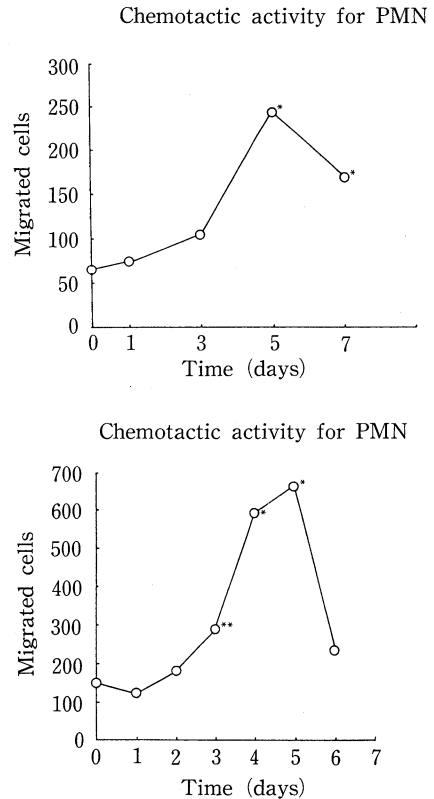 Chemotactic activity for PMN
300
250
200
150
100
50
0
Migrated cells
0 1 3 5 7
* *
Time (days)
Chemotactic activity for PMN
700
600
500
400
300
200
100
0
Migrated cells
** * *
0 1 2 3 4 5 6 7
Time (days)